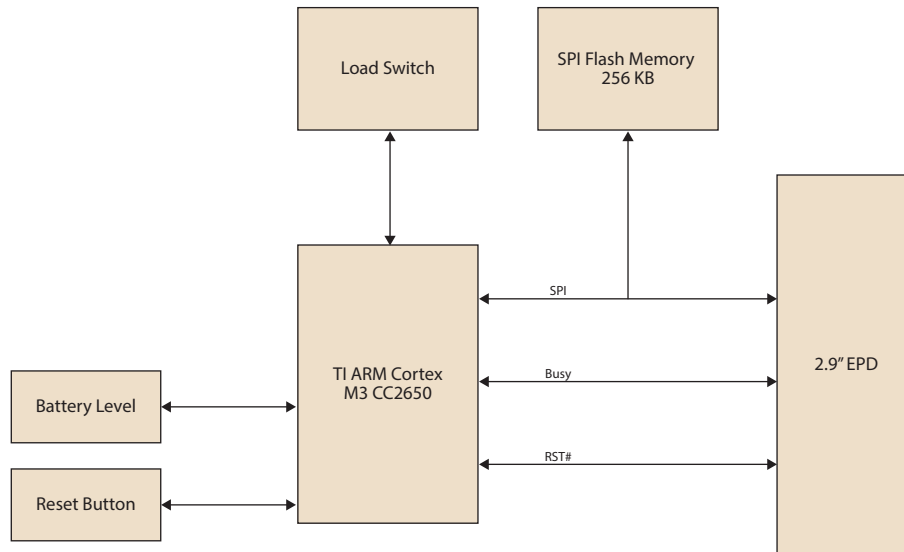 Load Switch
SPI Flash Memory
256 KB
SPI
2.9” EPD
TI ARM Cortex
M3 CC2650
Busy
Battery Level
RST#
Reset Button